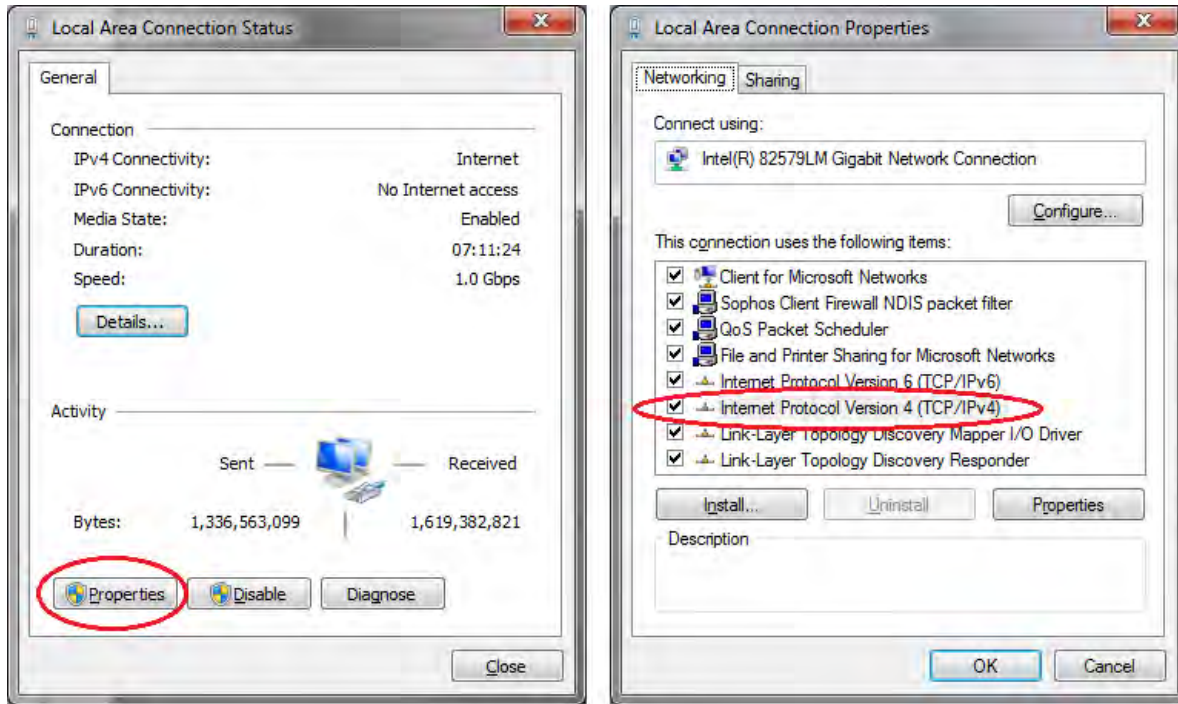 Local Area Connection Status
General
Connection
IPv4 Connectivity: Internet
IPv6 Connectivity: No Internet access
Media State: Enabled
Duration: 07:11:24
Speed: 1.0 Gbps
Details...
Activity
Sent Received
Bytes: 1,336,563,099 1,619,382,821
Properties Disable Diagnose
Close
Local Area Connection Properties
Networking Sharing
Connect using:
Intel(R) 82579LM Gigabit Network Connection
Configure...
This connection uses the following items:
Client for Microsoft Networks
Sophos Client Firewall NDIS packet filter
QoS Packet Scheduler
File and Printer Sharing for Microsoft Networks
Internet Protocol Version 6 (TCP/IPv6)
Internet Protocol Version 4 (TCP/IPv4)
Link-Layer Topology Discovery Mapper I/O Driver
Link-Layer Topology Discovery Responder
Install... Uninstall Properties
Description
OK Cancel